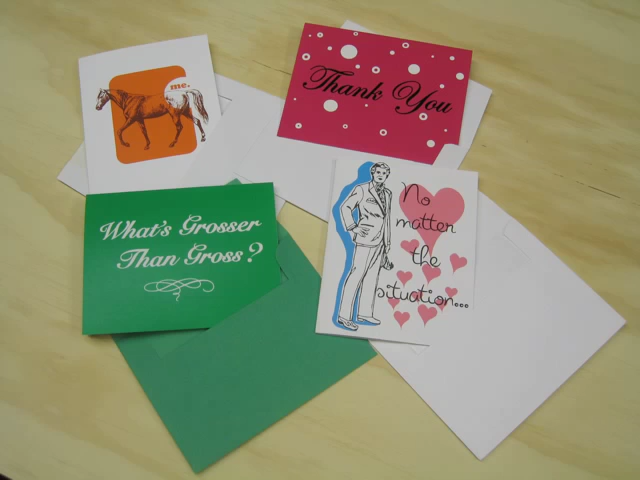 me.
Thank You
What's Grosser
Than Gross?
No
matter
the
situation...